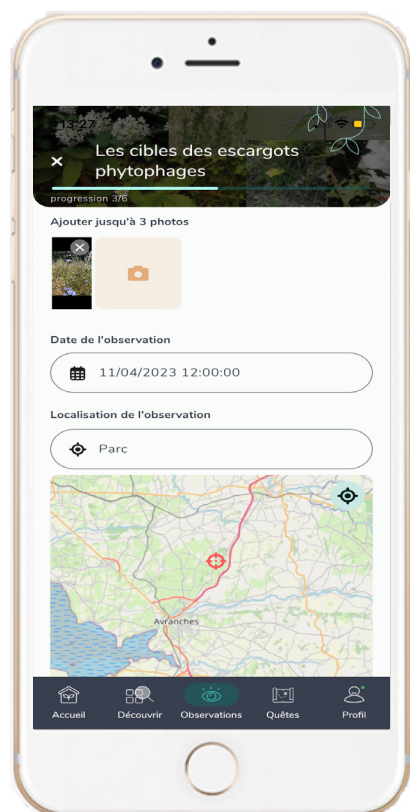 13:27
Les cibles des escargots
phytophages
progression 3/6
Ajouter jusqu'à 3 photos
Date de l'observation
11/04/2023 12:00:00
Localisation de l'observation
Parc
Avranches
Accueil Découvrir Observations Quêtes Profil